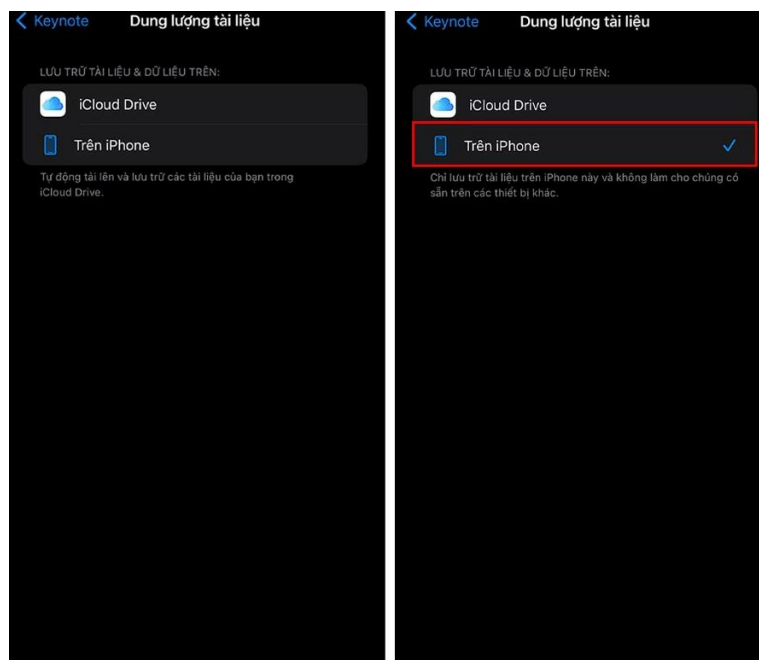 Keynote
Dung lượng tài liệu
LƯU TRỮ TÀI LIỆU & DỮ LIỆU TRÊN:
iCloud Drive
Trên iPhone
Tự động tải lên và lưu trữ các tài liệu của bạn trong
iCloud Drive.
Keynote
Dung lượng tài liệu
LƯU TRỮ TÀI LIỆU & DỮ LIỆU TRÊN:
iCloud Drive
Trên iPhone
Chỉ lưu trữ tài liệu trên iPhone này và không làm cho chúng có
sẵn trên các thiết bị khác.